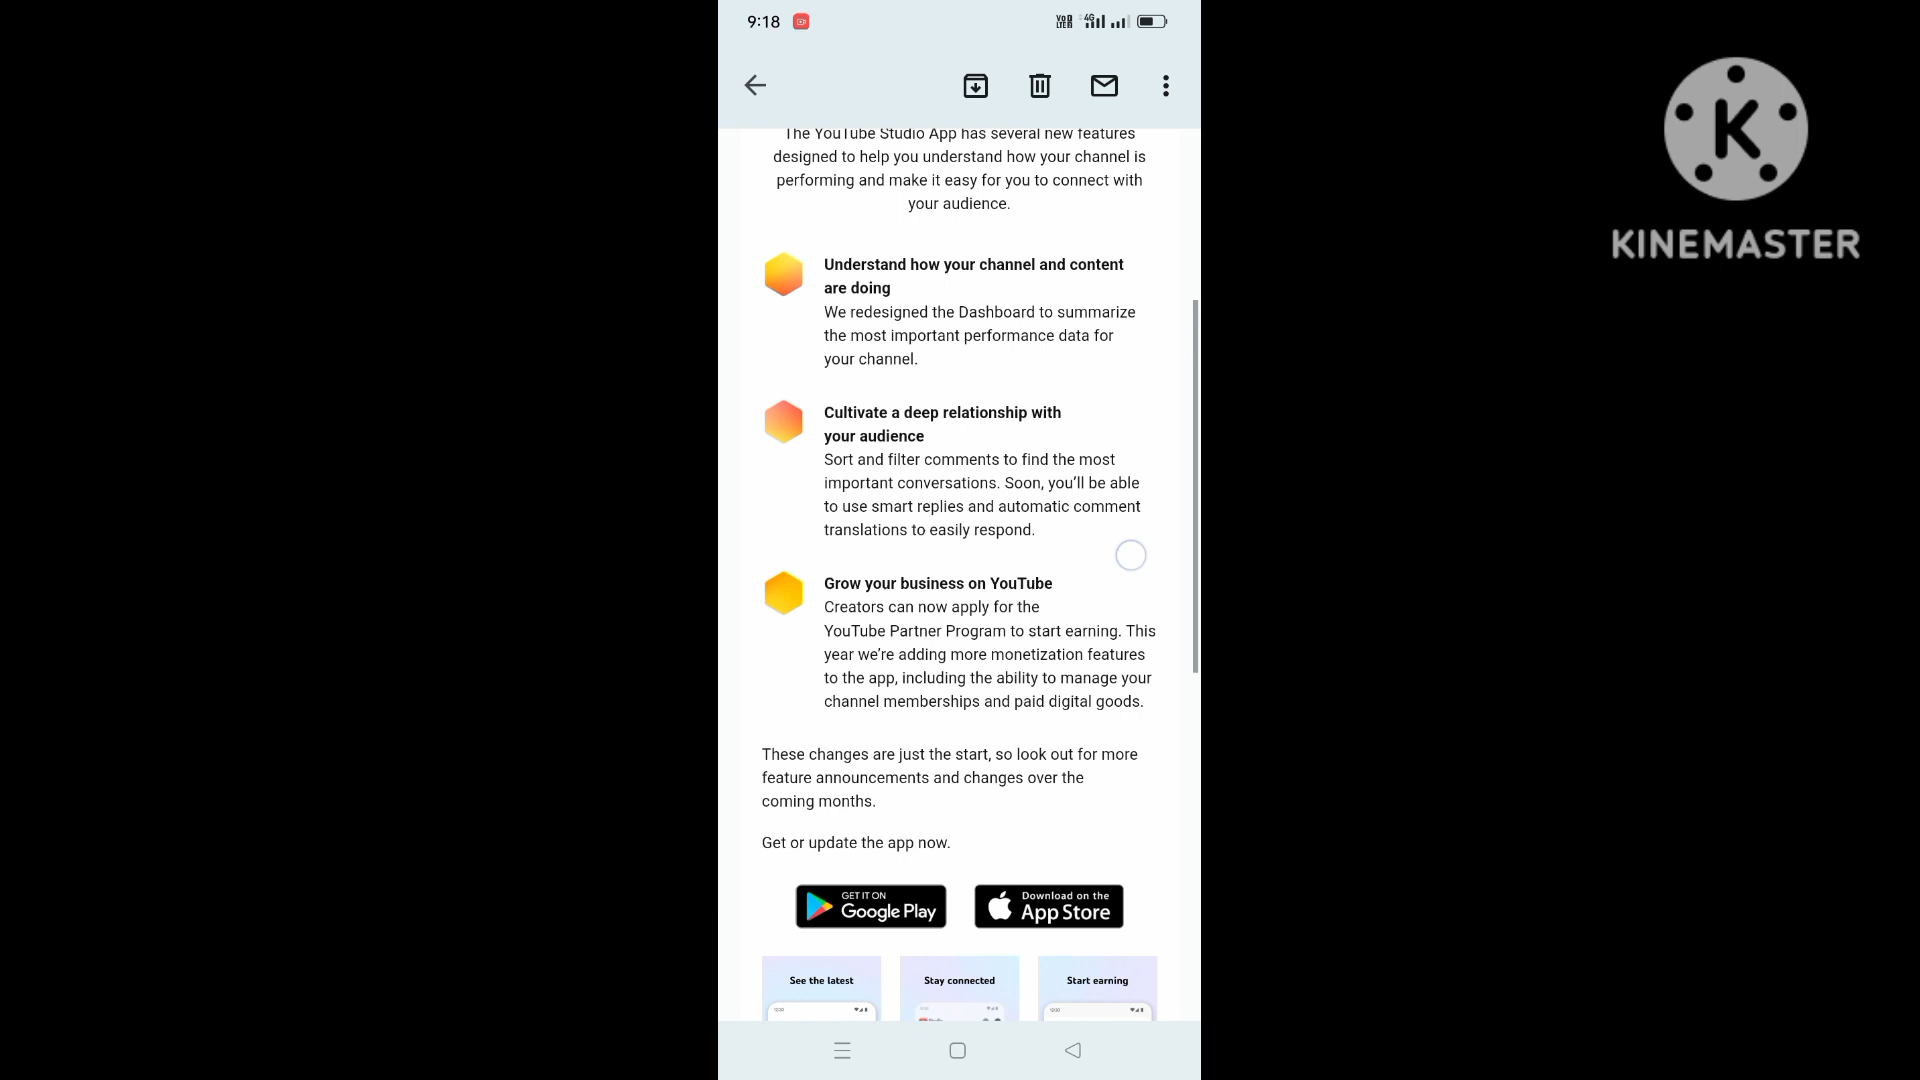 9:18
Vo LTE 4G
KINEMASTER
The YouTube Studio App has several new features
designed to help you understand how your channel is
performing and make it easy for you to connect with
your audience.
Understand how your channel and content
are doing
We redesigned the Dashboard to summarize
the most important performance data for
your channel.
Cultivate a deep relationship with
your audience
Sort and filter comments to find the most
important conversations. Soon, you’ll be able
to use smart replies and automatic comment
translations to easily respond.
Grow your business on YouTube
Creators can now apply for the
YouTube Partner Program to start earning. This
year we’re adding more monetization features
to the app, including the ability to manage your
channel memberships and paid digital goods.
These changes are just the start, so look out for more
feature announcements and changes over the
coming months.
Get or update the app now.
GET IT ON
Google Play
Download on the
App Store
See the latest
Stay connected
Start earning